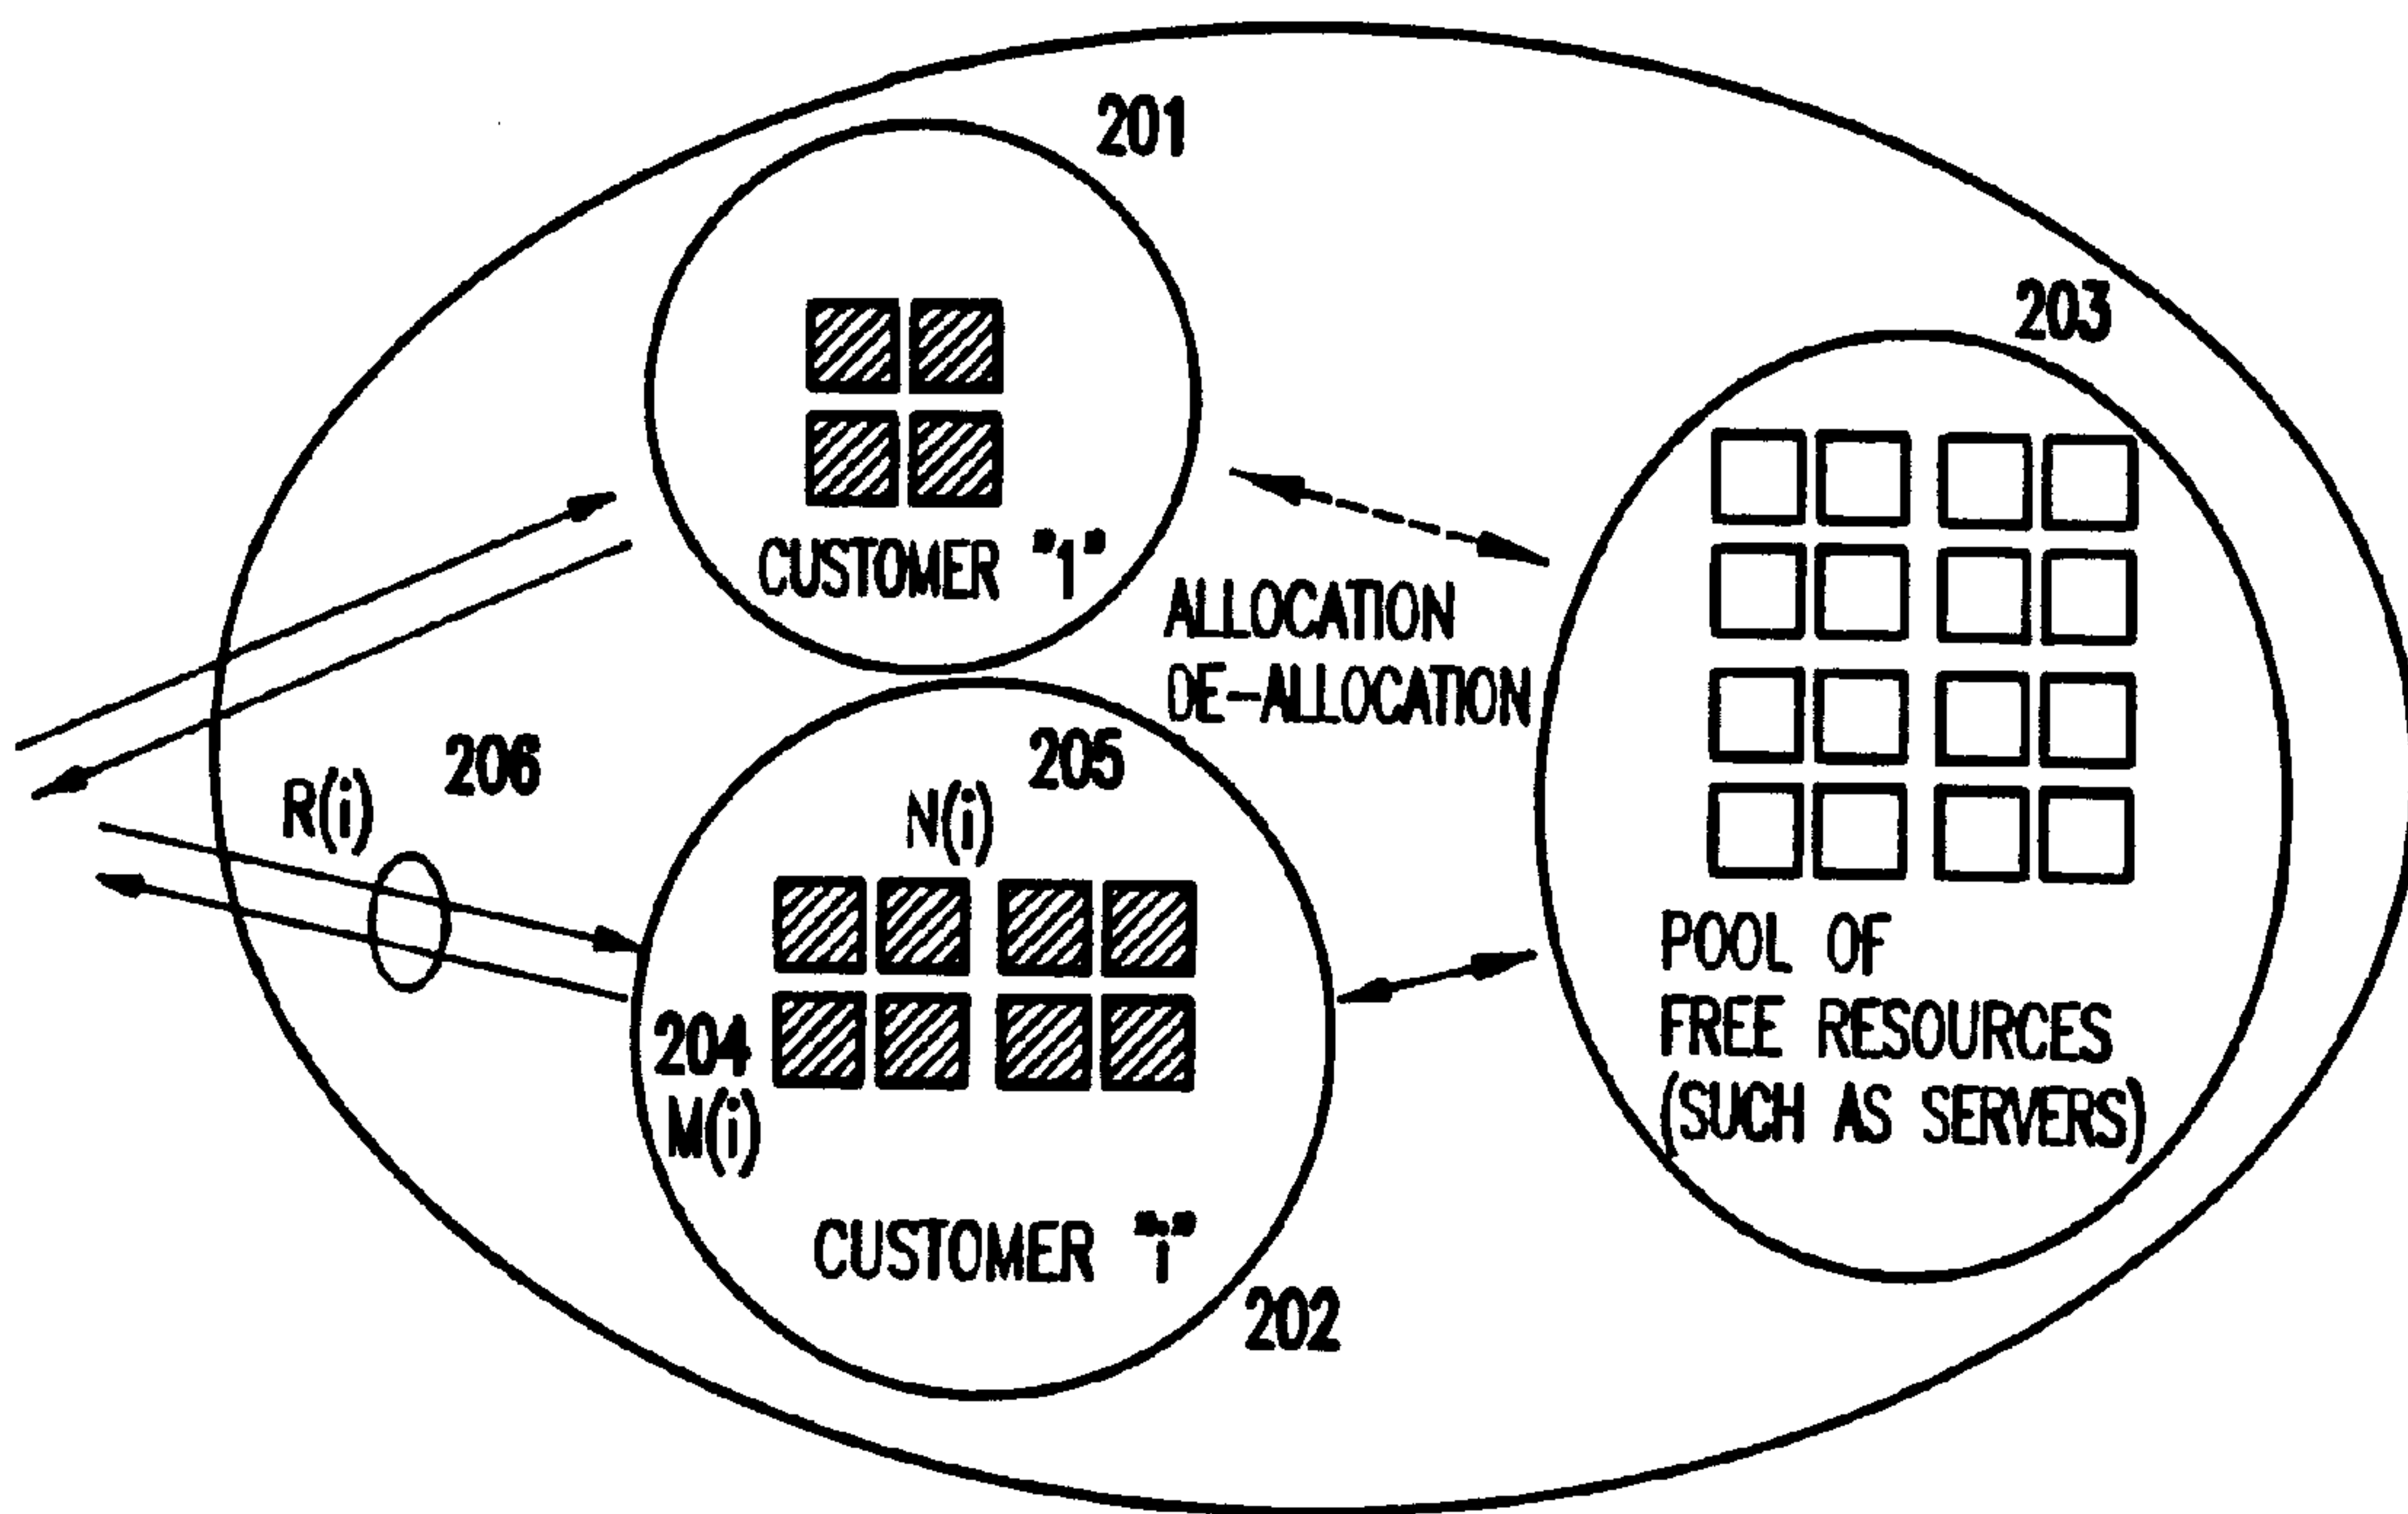 201
203
CUSTOMER "1"
ALLOCATION
DE-ALLOCATION
206
R(i)
205
N(i)
204
M(i)
CUSTOMER "i"
202
POOL OF
FREE RESOURCES
(SUCH AS SERVERS)